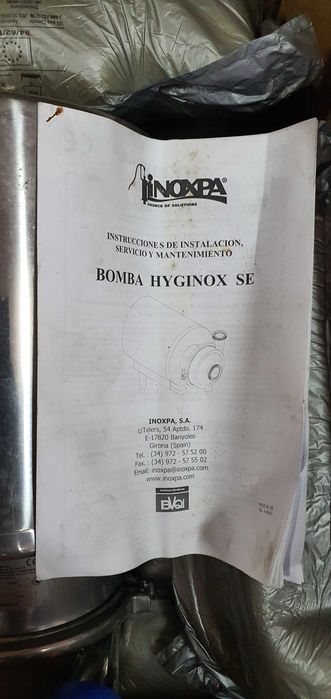 INOXPA®
SOURCE OF SOLUTIONS
INSTRUCCIONES DE INSTALACION,
SERVICIO Y MANTENIMIENTO
BOMBA HYGINOX SE
INOXPA, S.A.
c/Telers, 54 Aptdo. 174
E-17820 Banyoles
Girona (Spain)
Tel. : (34) 972 - 57 52 00
Fax. : (34) 972 - 57 55 02
Email: inoxpa@inoxpa.com
www.inoxpa.com
BVQi